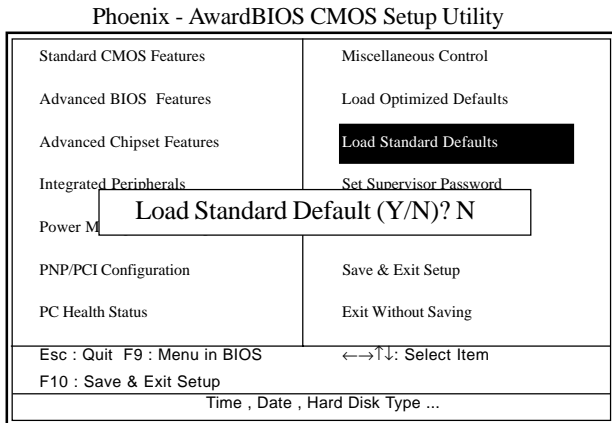 Phoenix - AwardBIOS CMOS Setup Utility
Standard CMOS Features
Advanced BIOS Features
Advanced Chipset Features
Integrated Peripherals
Power M
PNP/PCI Configuration
PC Health Status
Miscellaneous Control
Load Optimized Defaults
Load Standard Defaults
Set Supervisor Password
Save & Exit Setup
Exit Without Saving
Load Standard Default (Y/N)? N
Esc : Quit F9 : Menu in BIOS ←→↑↓: Select Item
F10 : Save & Exit Setup
Time , Date , Hard Disk Type ...